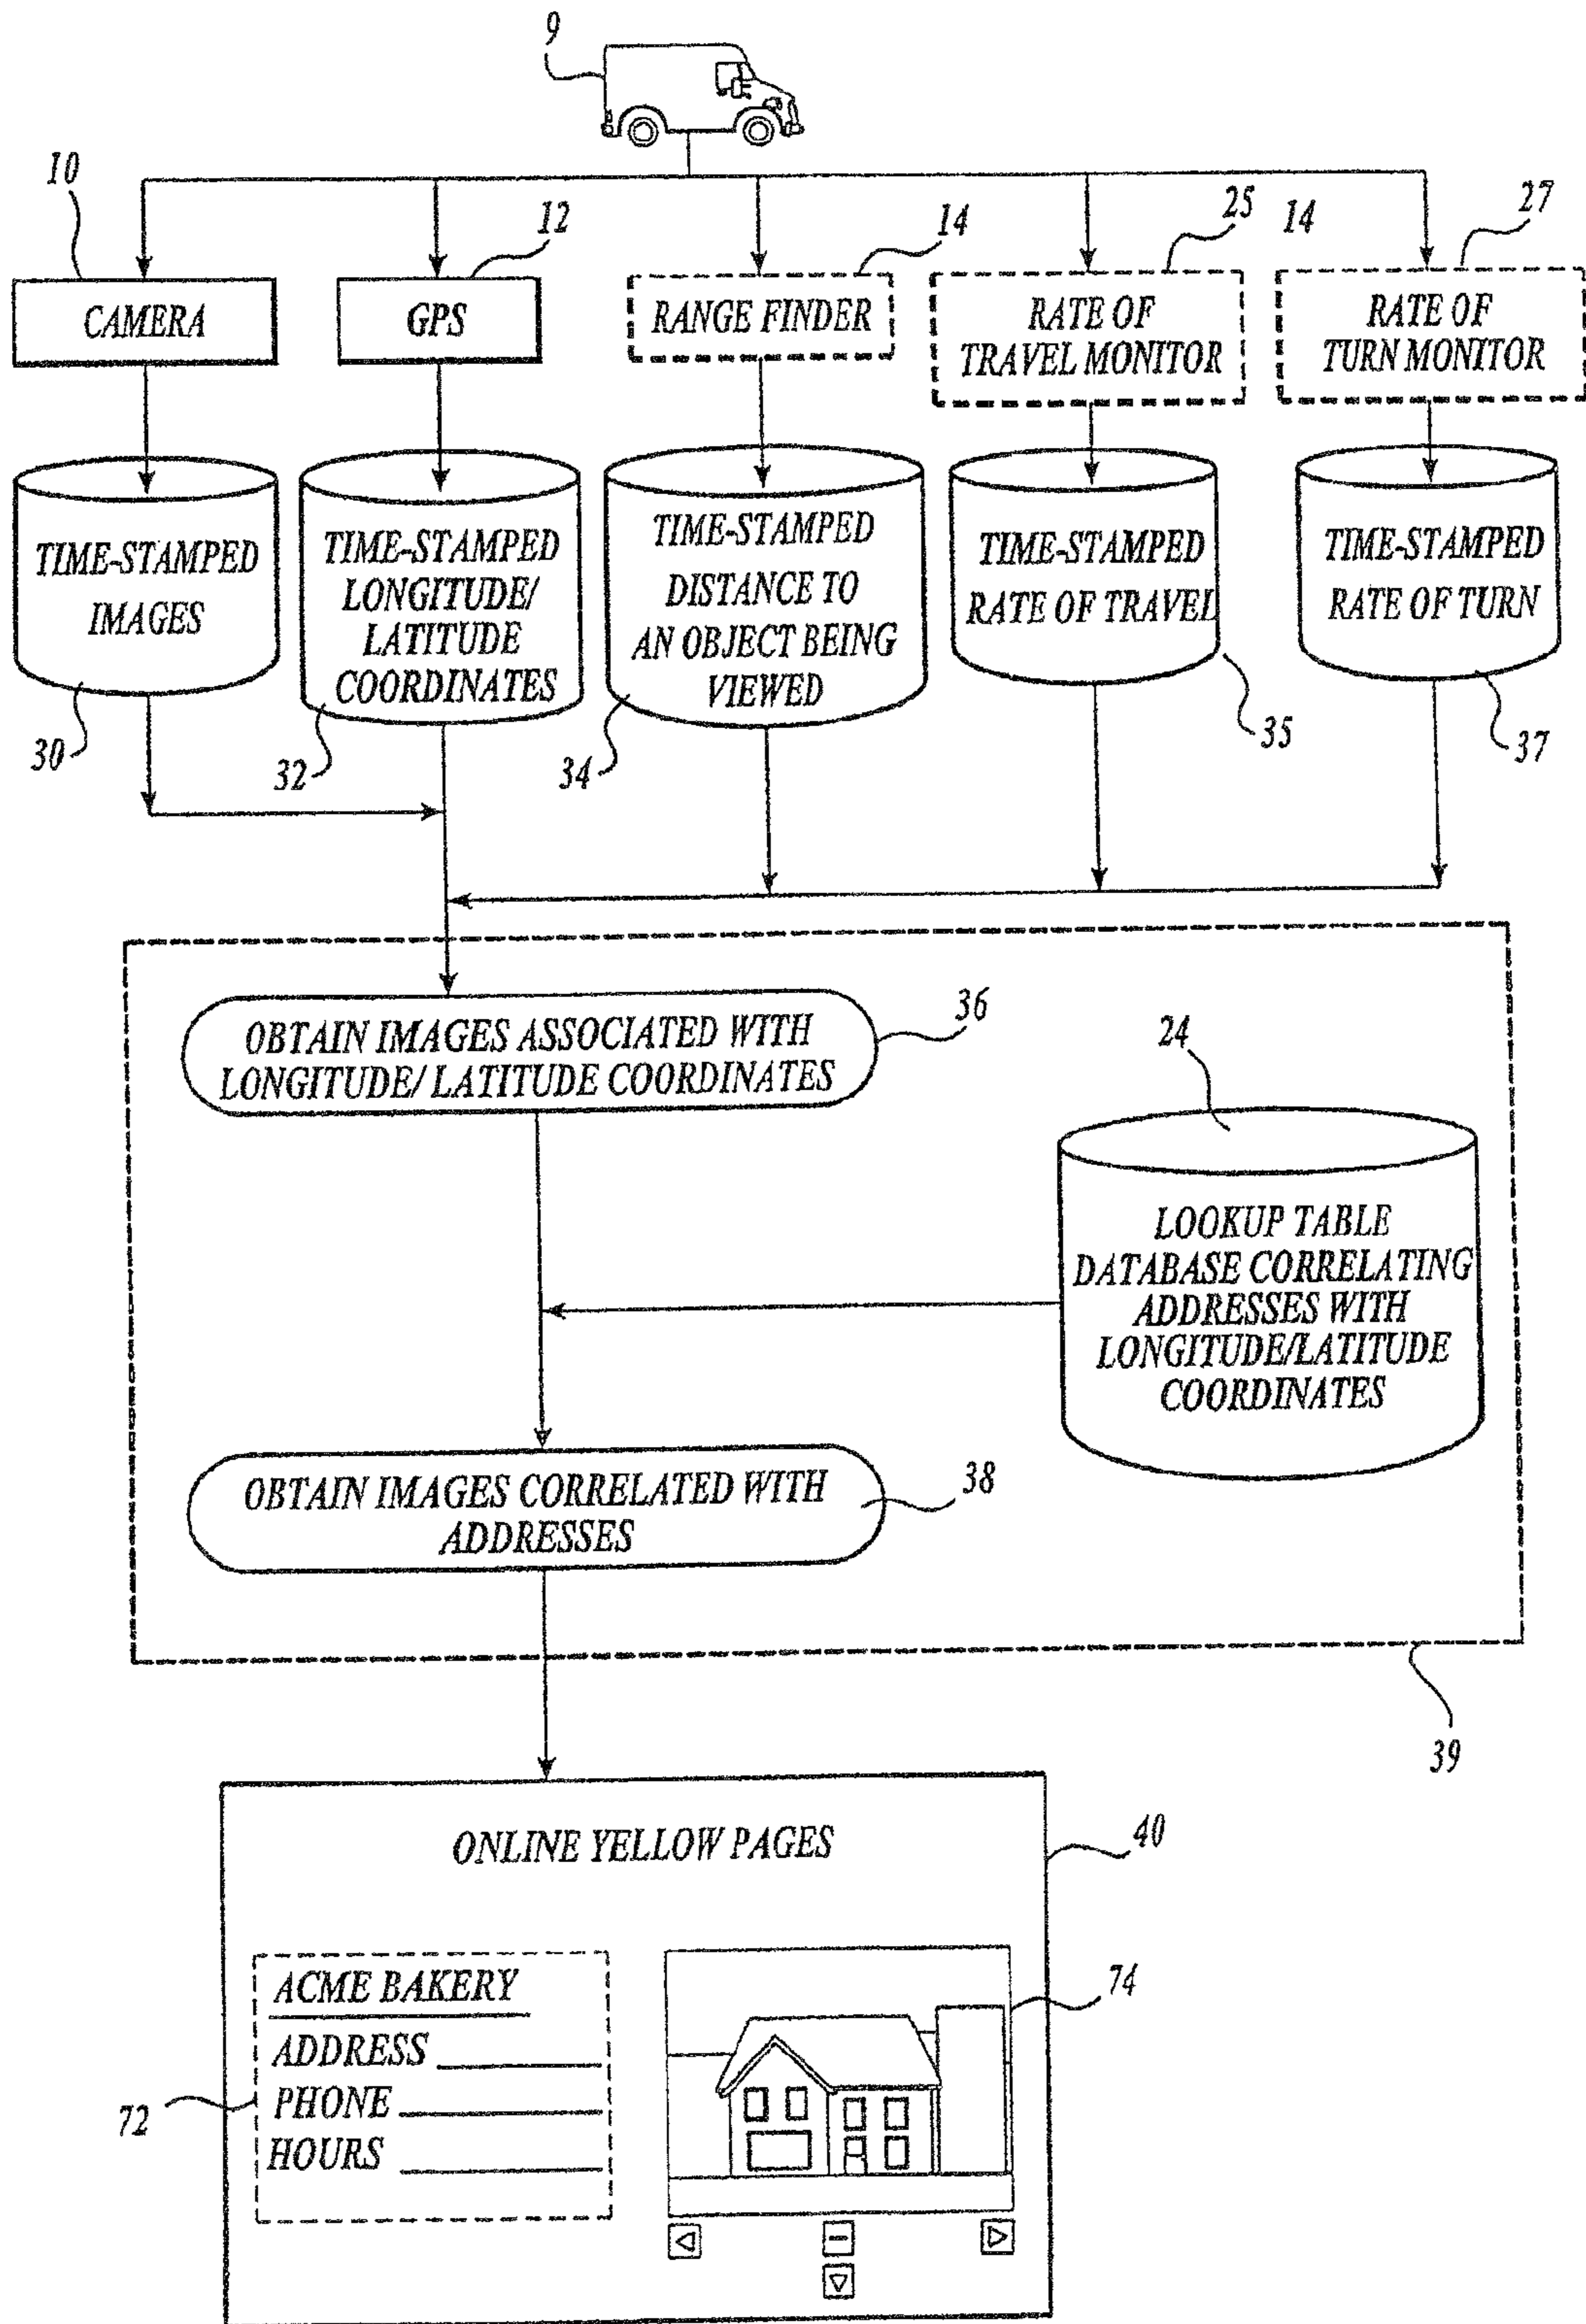 9
10
12
14
25
14
27
CAMERA
GPS
RANGE FINDER
RATE OF
TRAVEL MONITOR
RATE OF
TURN MONITOR
TIME-STAMPED
IMAGES
TIME-STAMPED
LONGITUDE/
LATITUDE
COORDINATES
TIME-STAMPED
DISTANCE TO
AN OBJECT BEING
VIEWED
TIME-STAMPED
RATE OF TRAVEL
TIME-STAMPED
RATE OF TURN
30
32
34
35
37
OBTAIN IMAGES ASSOCIATED WITH
LONGITUDE/ LATITUDE COORDINATES
36
24
LOOKUP TABLE
DATABASE CORRELATING
ADDRESSES WITH
LONGITUDE/LATITUDE
COORDINATES
OBTAIN IMAGES CORRELATED WITH
ADDRESSES
38
39
ONLINE YELLOW PAGES
40
ACME BAKERY
ADDRESS
PHONE
HOURS
72
74